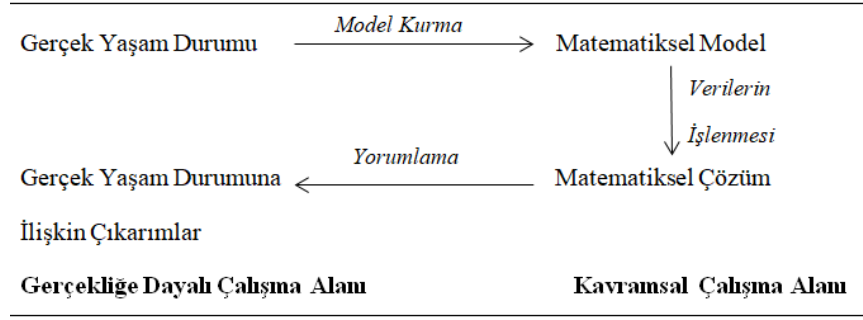 Model Kurma
Gerçek Yaşam Durumu
Matematiksel Model
Verilerin
İşlenmesi
Yorumlama
Gerçek Yaşam Durumuna
Matematiksel Çözüm
İlişkin Çıkarımlar
Gerçekliğe Dayalı Çalışma Alanı
Kavramsal Çalışma Alanı